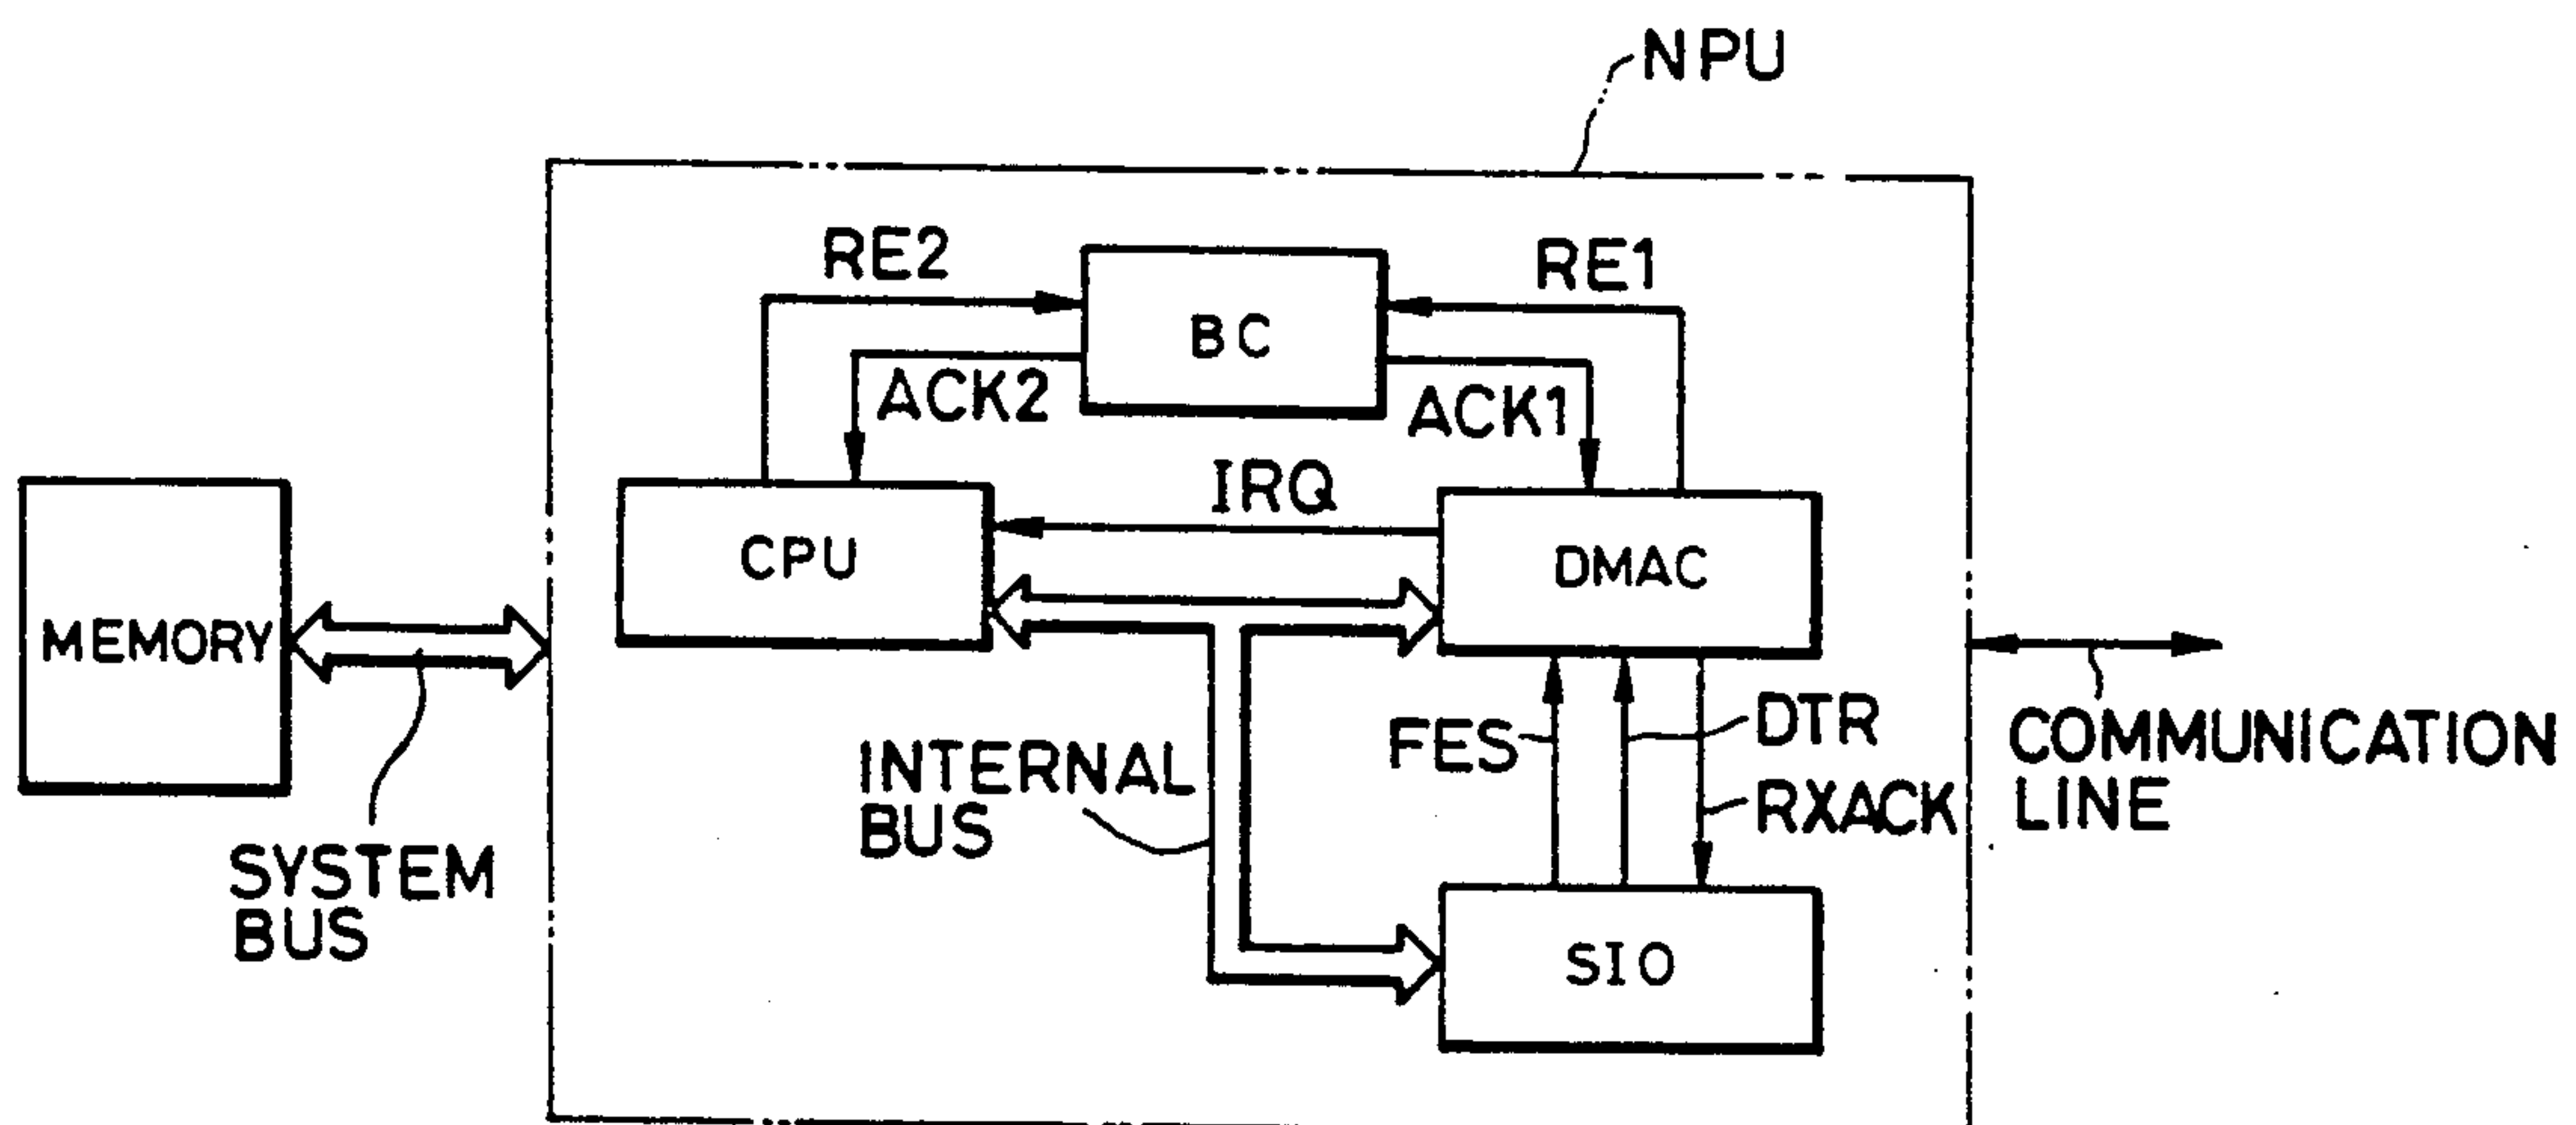 NPU
RE2
RE1
BC
ACK2
ACK1
IRQ
CPU
DMAC
MEMORY
FES
DTR
RXACK
INTERNAL
BUS
COMMUNICATION
LINE
SYSTEM
BUS
SIO